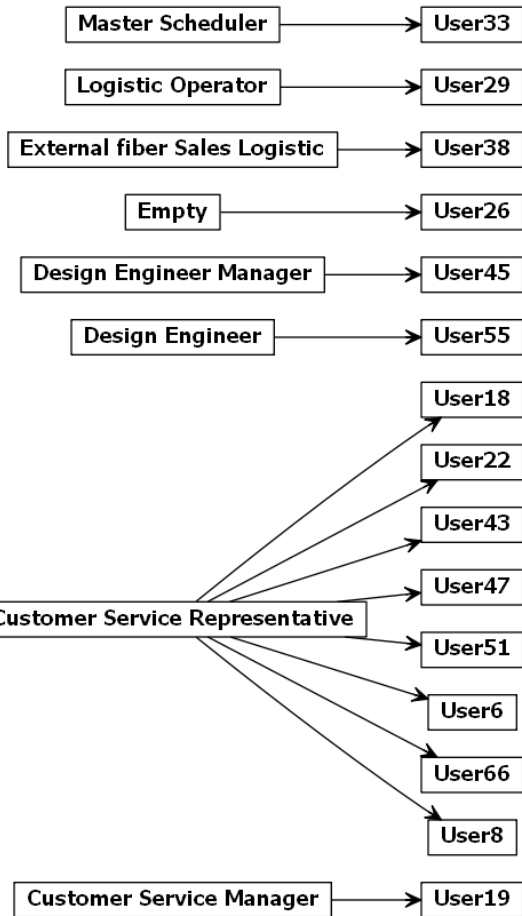 Master Scheduler User33
Logistic Operator User29
External fiber Sales Logistic User38
Empty User26
Design Engineer Manager User45
Design Engineer User55
User18
User22
User43
User47
Customer Service Representative
User51
User6
User66
User8
Customer Service Manager User19